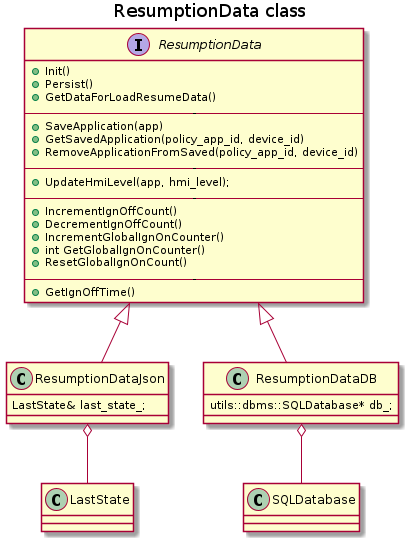 ResumptionData class
I ResumptionData
Init()
Persist()
GetDataForLoadResumeData()
SaveApplication(app)
GetSavedApplication(policy_app_id, device_id)
RemoveApplicationFromSaved(policy_app_id, device_id)
UpdateHmiLevel(app, hmi_level);
IncrementIgnOffCount()
DecrementIgnOffCount()
IncrementGlobalIgnOnCounter()
int GetGlobalIgnOnCounter()
ResetGlobalIgnOnCount()
GetIgnOffTime()
C ResumptionDataJson
LastState& last_state_;
C ResumptionDataDB
utils::dbms::SQLDatabase* db_;
C LastState
C SQLDatabase